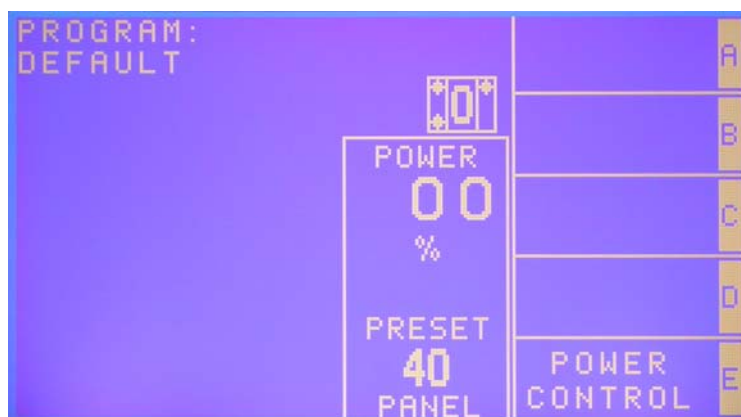 PROGRAM:
DEFAULT
0
POWER
00
%
PRESET
40
PANEL
A
B
C
D
POWER
CONTROL
E